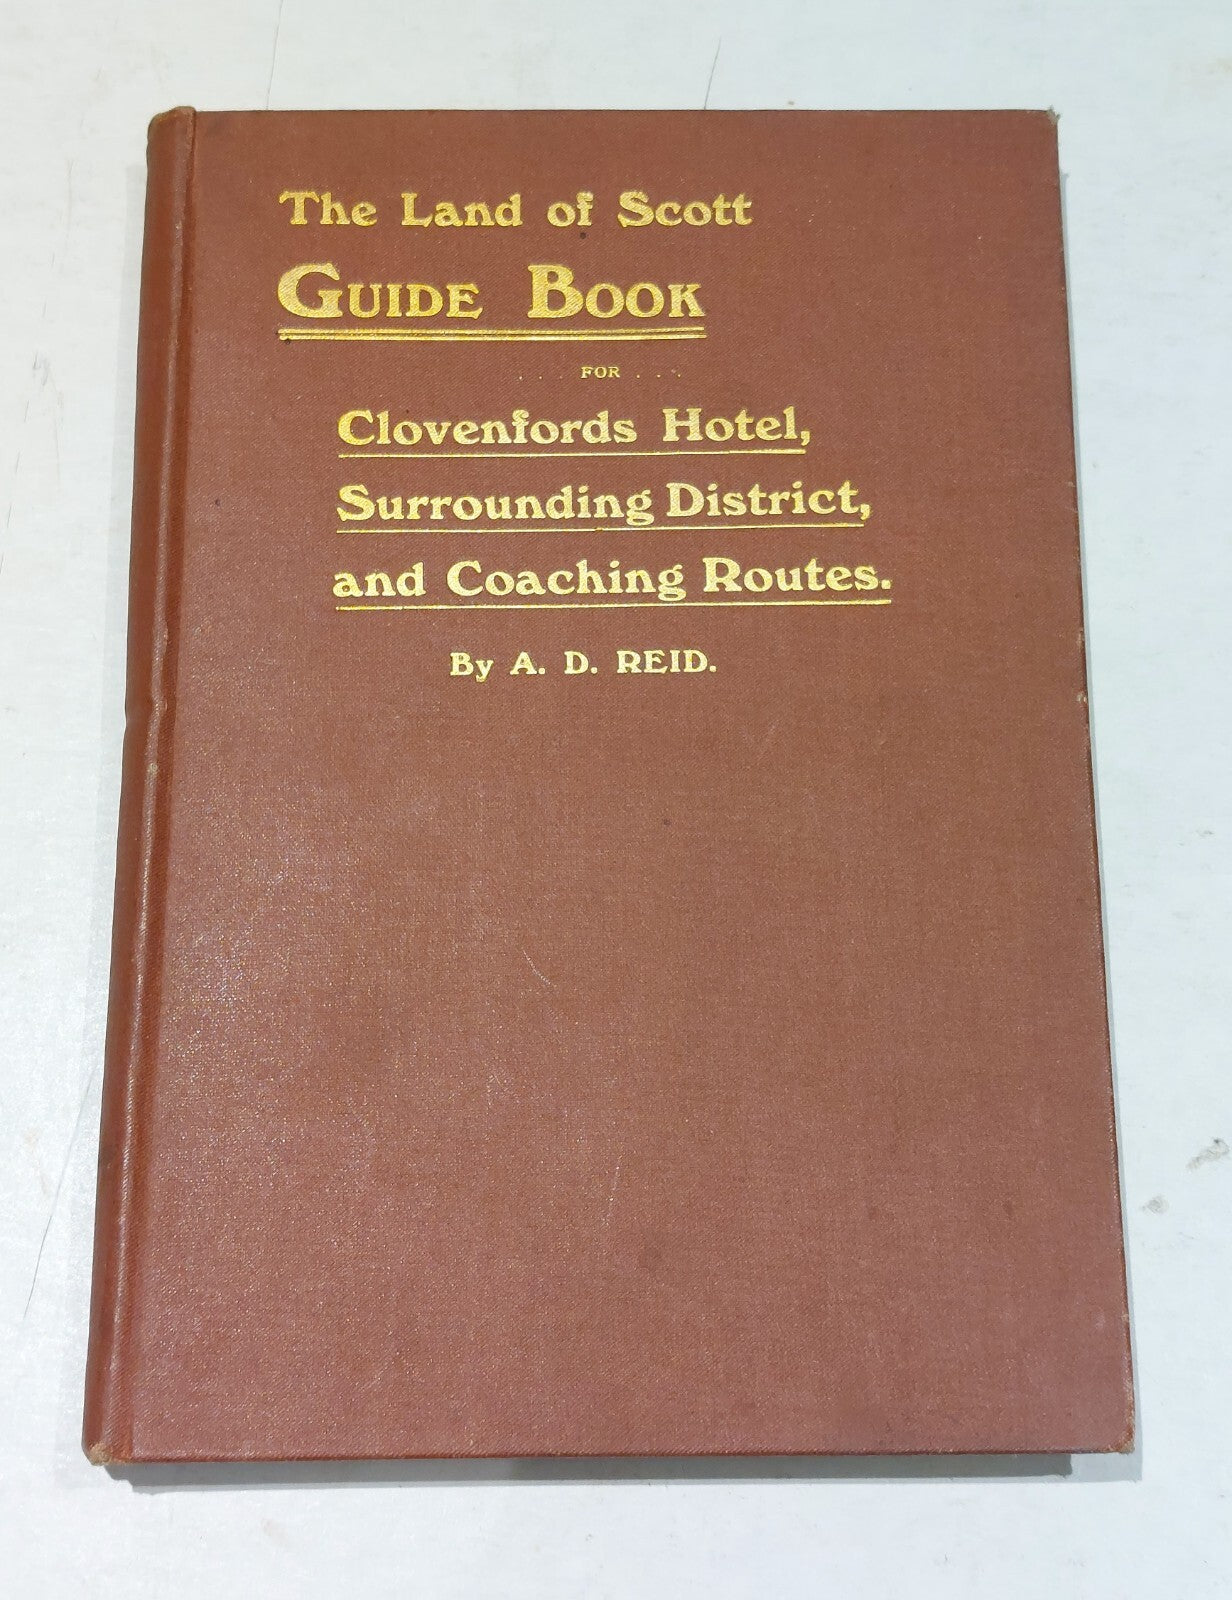 The Land of Scott
GUIDE BOOK
. . . FOR . . .
Clovenfords Hotel,
Surrounding District,
and Coaching Routes.
By A. D. REID.